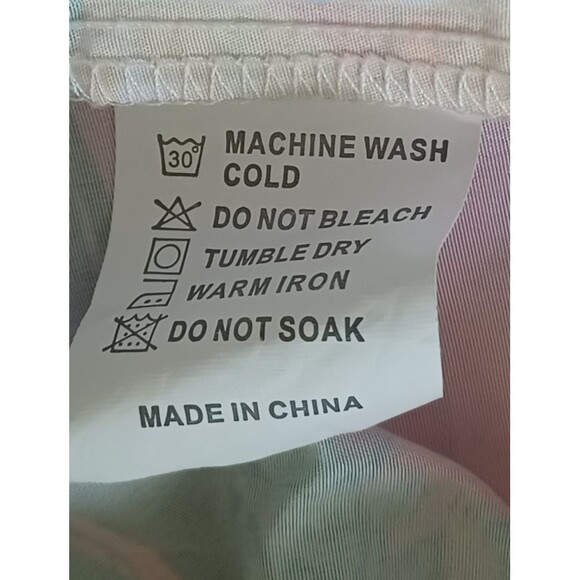 30° MACHINE WASH
COLD
DO NOT BLEACH
TUMBLE DRY
WARM IRON
DO NOT SOAK
MADE IN CHINA